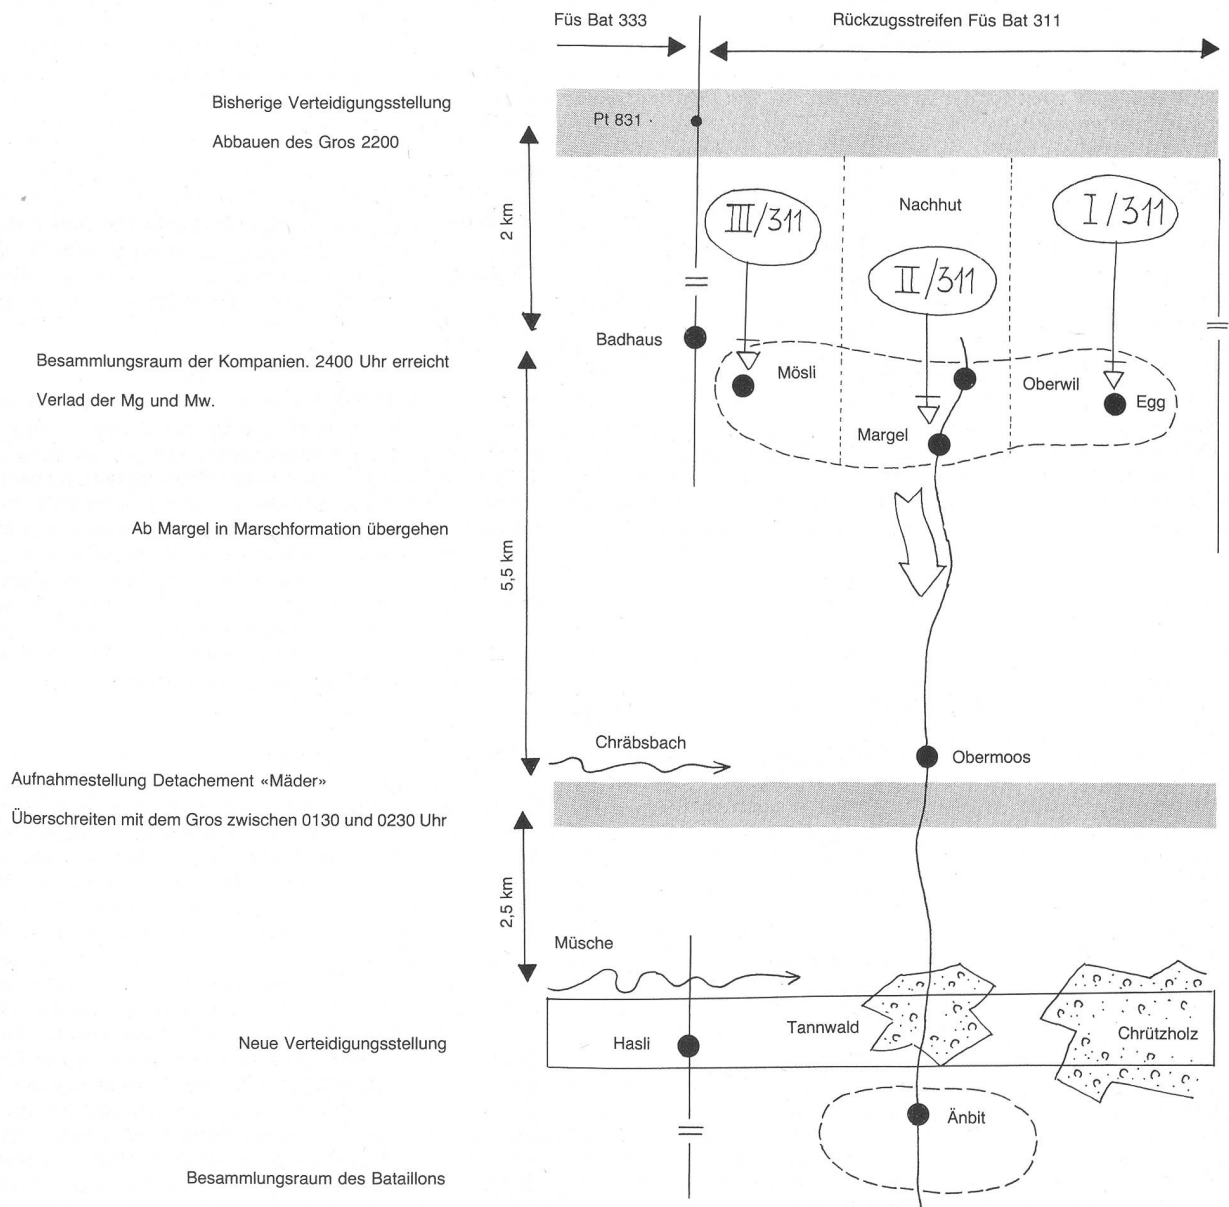 Füs Bat 333
Rückzugsstreifen Füs Bat 311
Bisherige Verteidigungsstellung
Abbauen des Gros 2200
Pt 831
2 km
III/311
Nachhut
II/311
I/311
Badhaus
Besammlungsraum der Kompanien. 2400 Uhr erreicht
Verlad der Mg und Mw.
Mösli
Oberwil
Egg
Margel
Ab Margel in Marschformation übergehen
5,5 km
Chräbsbach
Obermoos
Aufnahmestellung Detachement «Mäder»
Überschreiten mit dem Gros zwischen 0130 und 0230 Uhr
2,5 km
Müsche
Neue Verteidigungsstellung
Hasli
Tannwald
Chrützholz
Änbit
Besammlungsraum des Bataillons